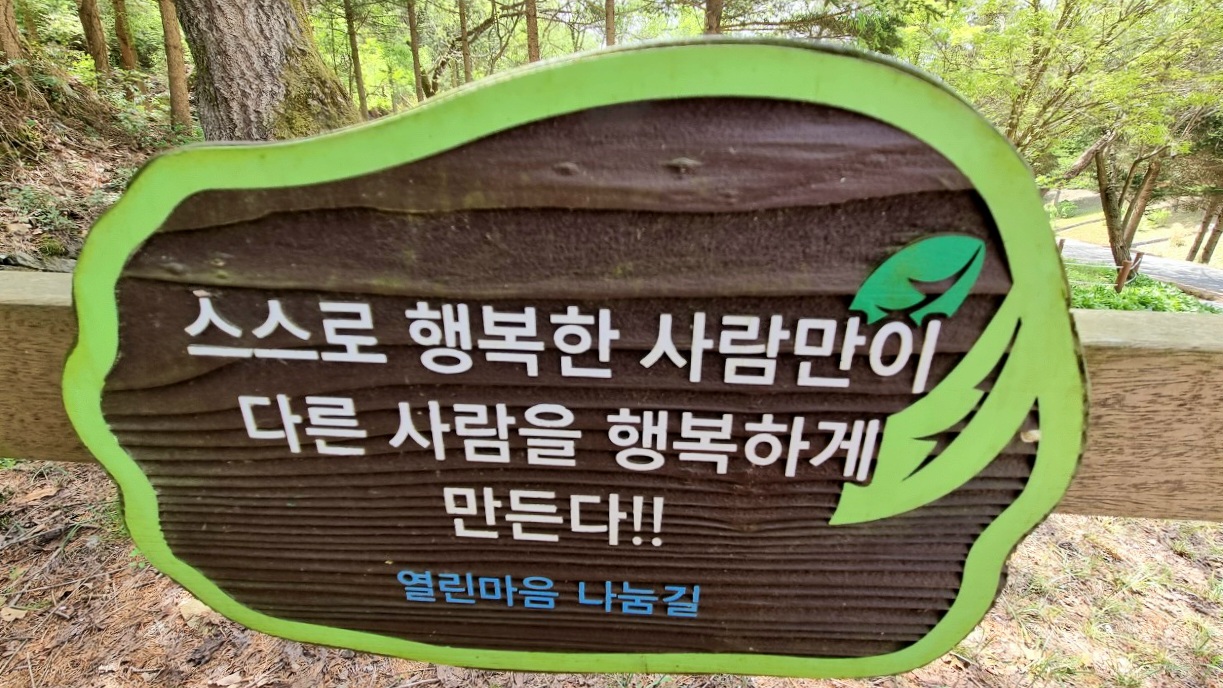 스스로 행복한 사람만이
다른 사람을 행복하게
만든다!!
열린마음 나눔길